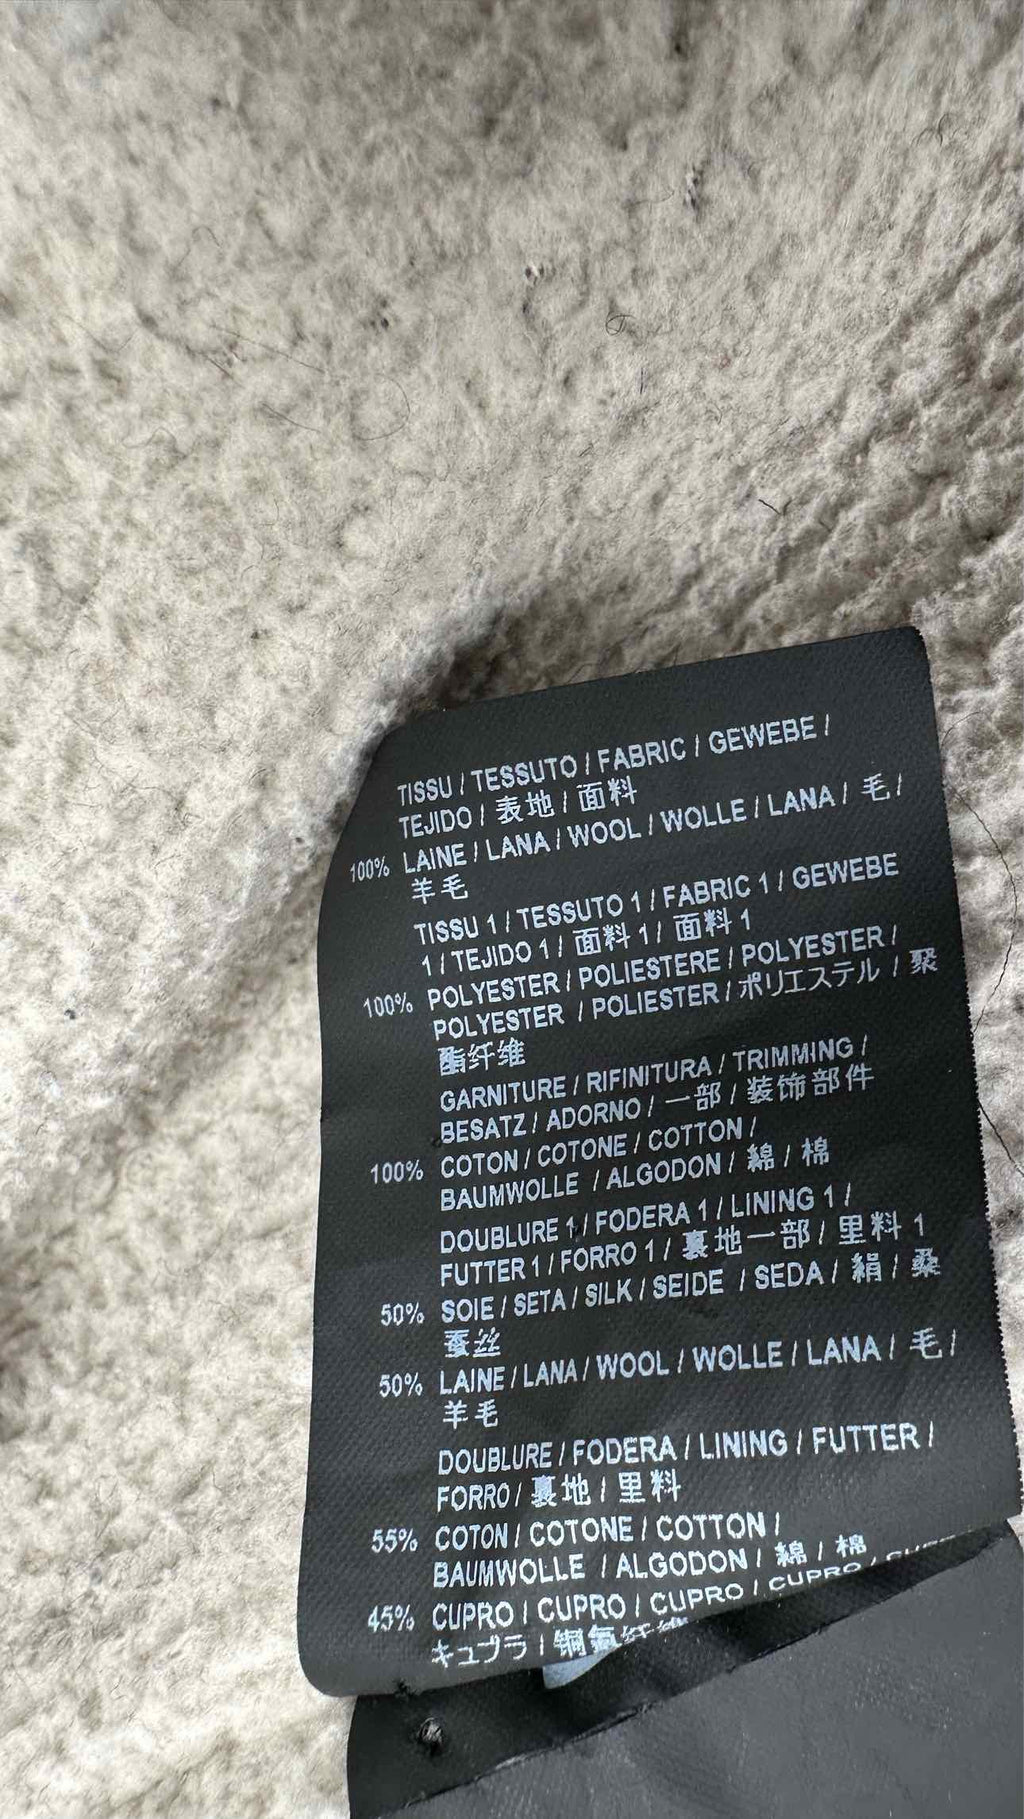 TISSU / TESSUTO / FABRIC / GEWEBE /
TEJIDO / 表地 / 面料
100% LAINE / LANA / WOOL / WOLLE / LANA / 毛 /
羊毛
TISSU 1 / TESSUTO 1 / FABRIC 1 / GEWEBE
1 / TEJIDO 1 / 面料 1 / 面料 1
100% POLYESTER / POLIESTERE / POLYESTER /
POLYESTER / POLIESTER / ポリエステル / 聚
酯纤维
GARNITURE / RIFINITURA / TRIMMING /
BESATZ / ADORNO / 一部 / 装饰部件
100% COTON / COTONE / COTTON /
BAUMWOLLE / ALGODON / 綿 / 棉
DOUBLURE 1 / FODERA 1 / LINING 1 /
FUTTER 1 / FORRO 1 / 裏地一部 / 里料 1
50% SOIE / SETA / SILK / SEIDE / SEDA / 絹 / 桑
蚕丝
50% LAINE / LANA / WOOL / WOLLE / LANA / 毛 /
羊毛
DOUBLURE / FODERA / LINING / FUTTER /
FORRO / 裏地 / 里料
55% COTON / COTONE / COTTON /
BAUMWOLLE / ALGODON / 綿 / 棉
45% CUPRO / CUPRO / CUPRO / CUPRO /
キュプラ / 铜氨纤维